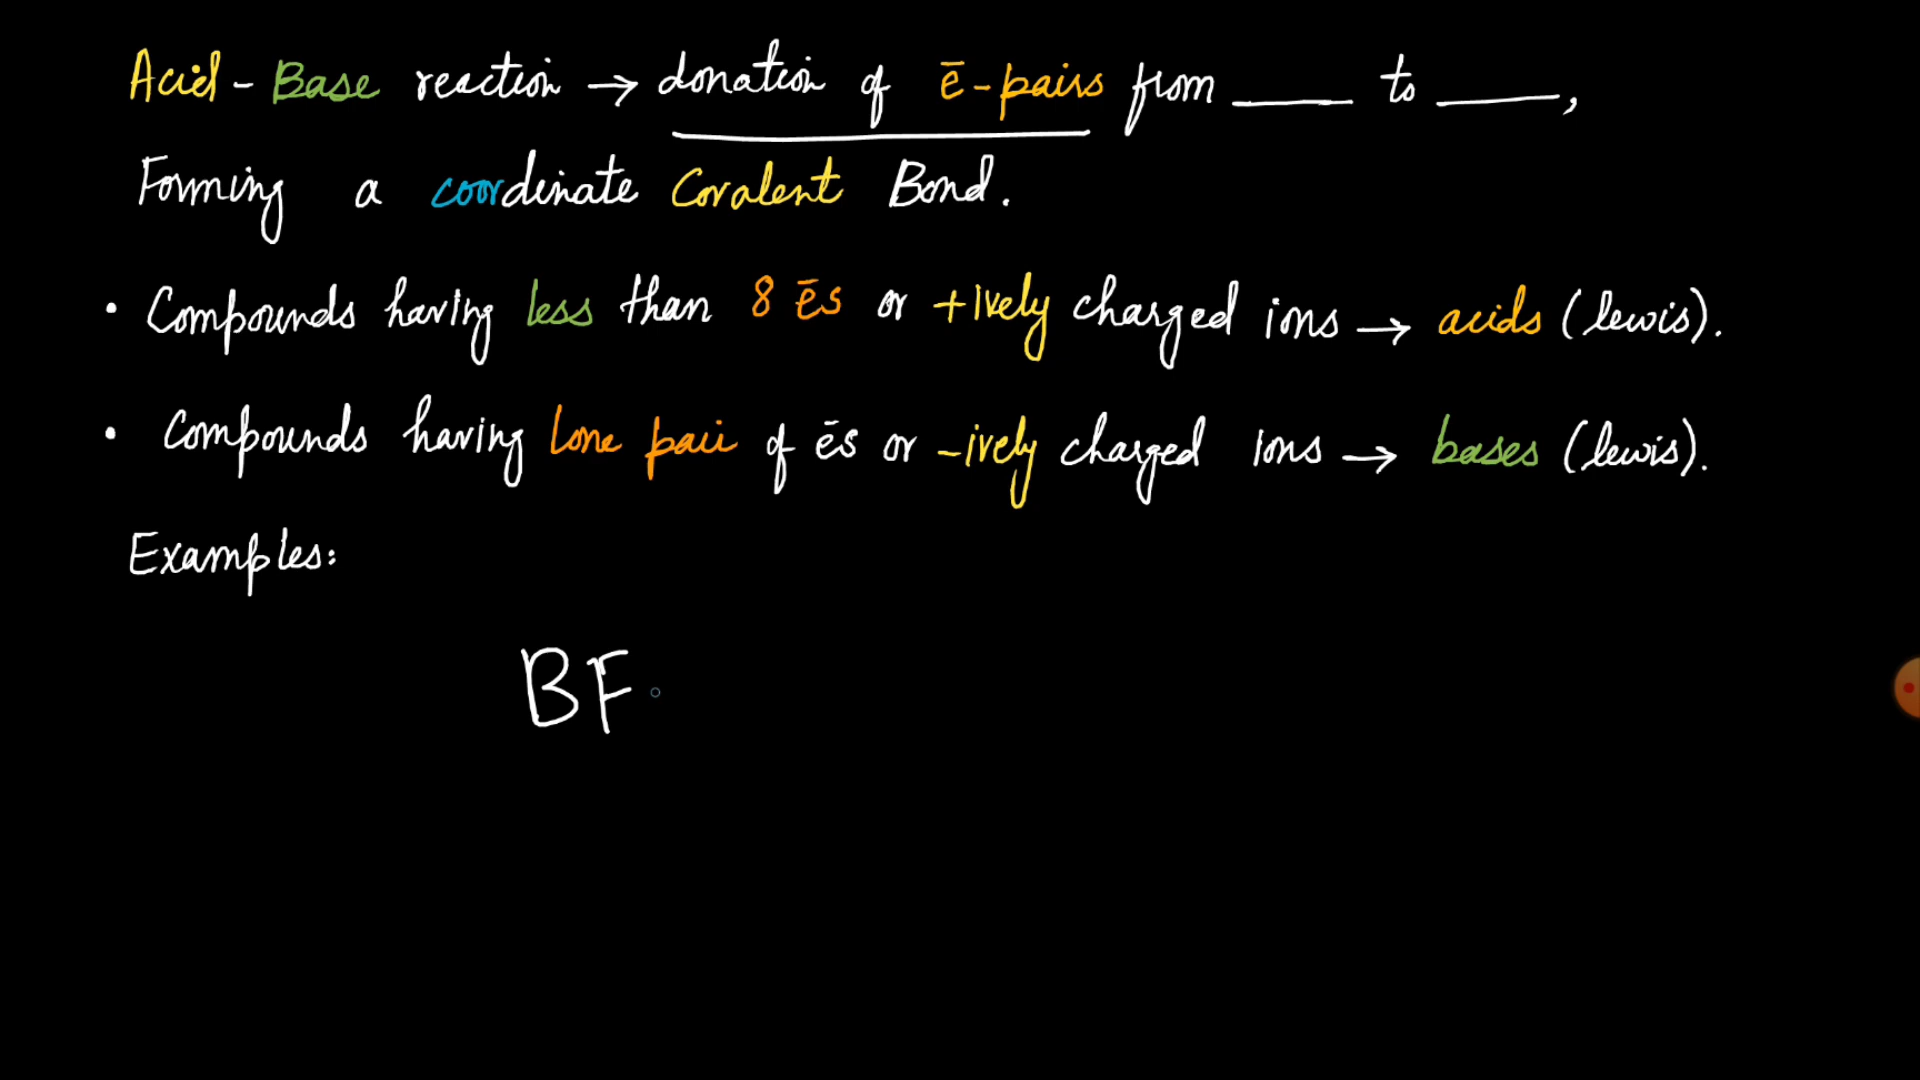 Acid - Base reaction → donation of ē - pairs from ____ to ____,
Forming a coordinate Covalent Bond.
• Compounds having less than 8 ēs or +ively charged ions → acids (lewis).
• Compounds having lone pair of ēs or -ively charged ions → bases (lewis).
Examples:
BF